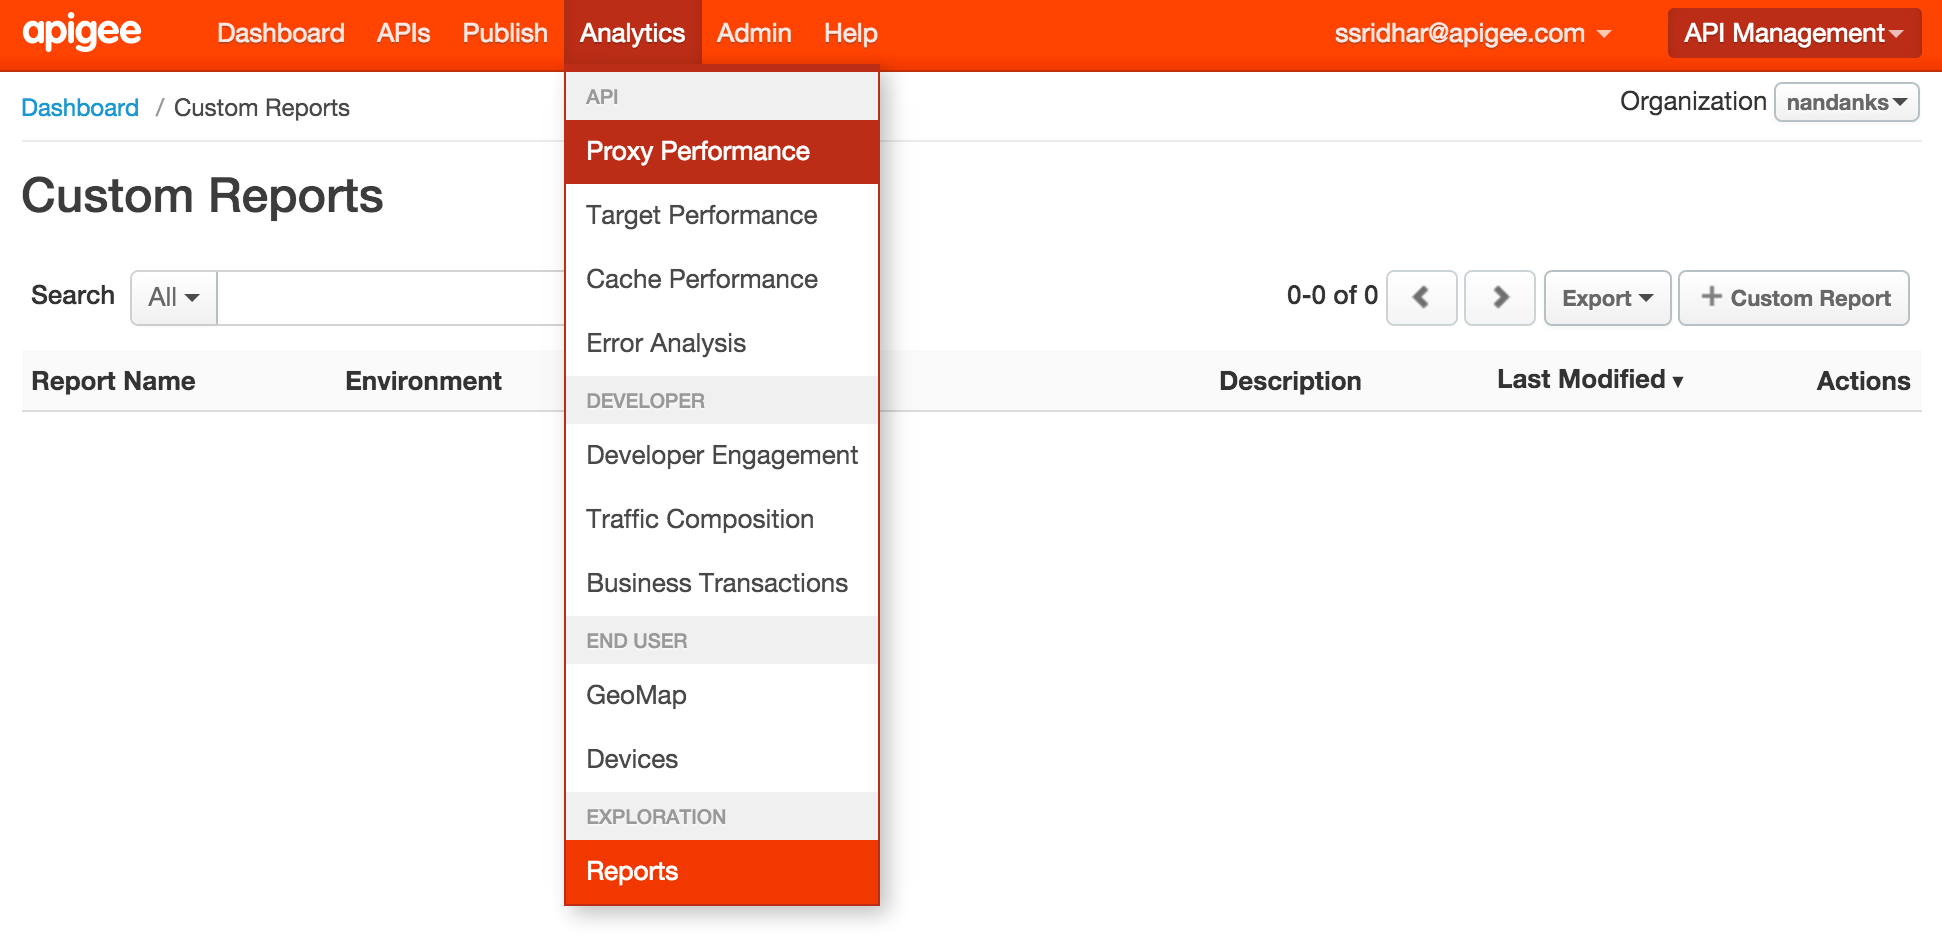 apigee Dashboard APIs Publish Analytics Admin Help ssridhar@apigee.com API Management
Dashboard / Custom Reports Organization nandanks
Custom Reports
Search All 0-0 of 0 Export + Custom Report
Report Name Environment Description Last Modified ▾ Actions
API
Proxy Performance
Target Performance
Cache Performance
Error Analysis
DEVELOPER
Developer Engagement
Traffic Composition
Business Transactions
END USER
GeoMap
Devices
EXPLORATION
Reports